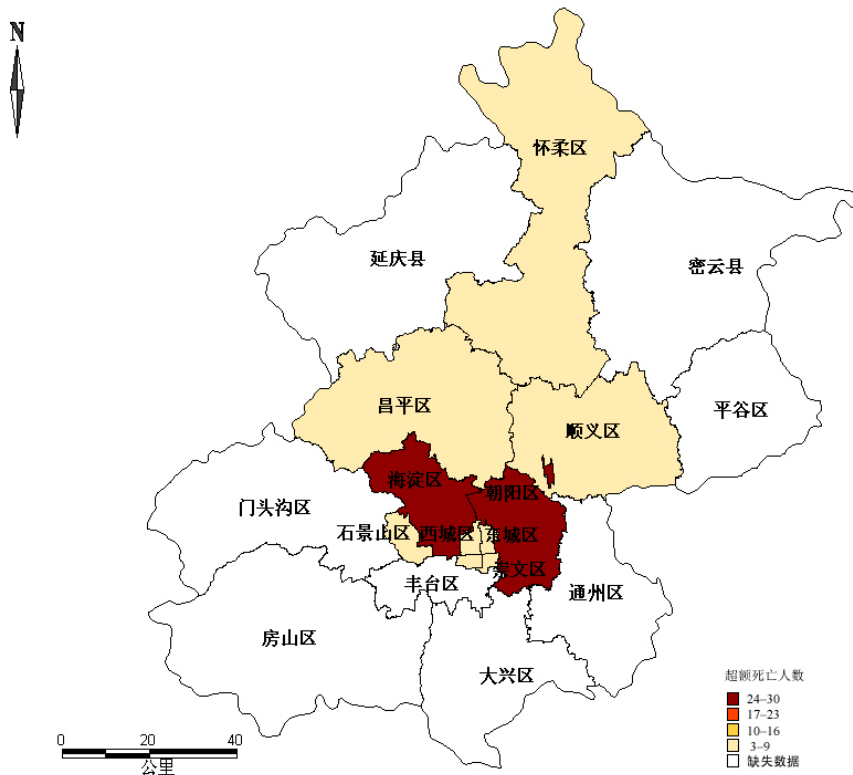 N
怀柔区
延庆县
密云县
昌平区
顺义区
平谷区
海淀区
朝阳区
门头沟区
石景山区
西城区
东城区
崇文区
丰台区
通州区
房山区
大兴区
超额死亡人数
24–30
17–23
10–16
3–9
缺失数据
0 20 40
公里